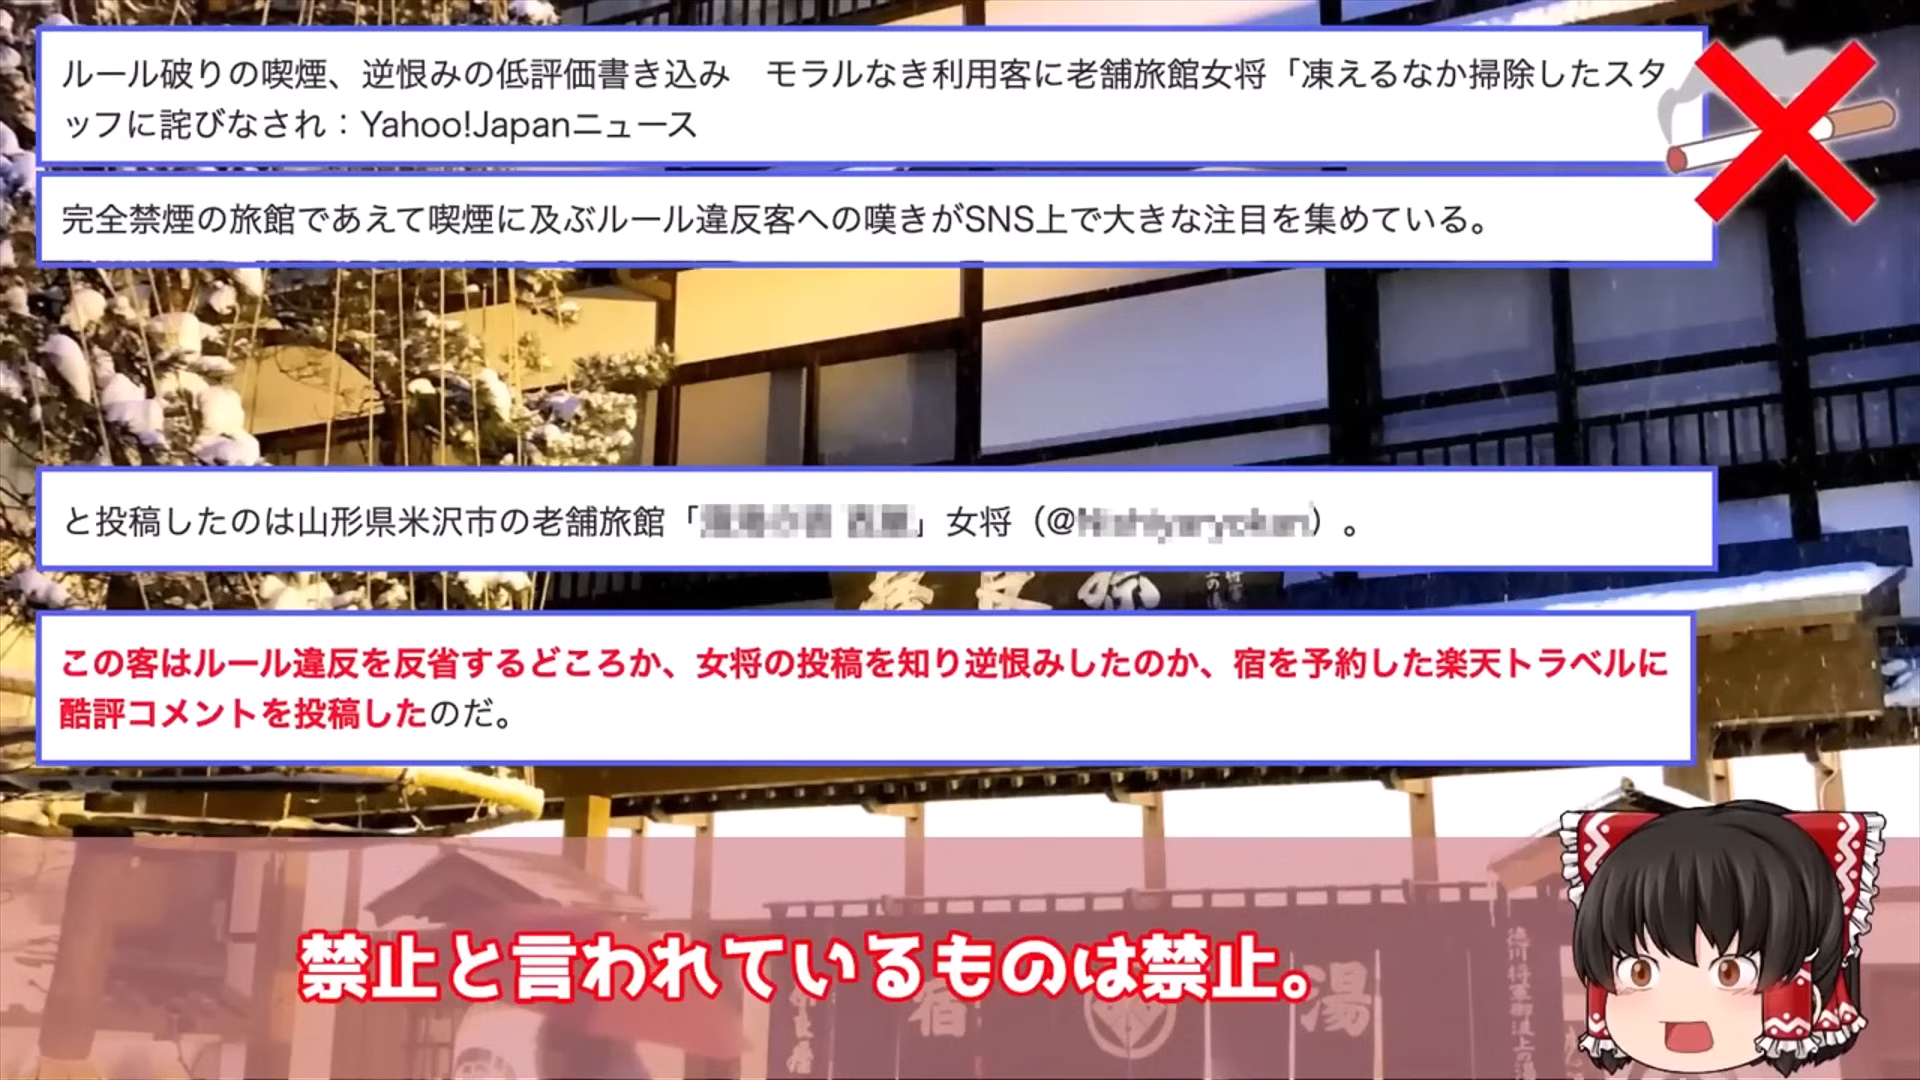 ルール破りの喫煙、逆恨みの低評価書き込み　モラルなき利用客に老舗旅館女将「凍えるなか掃除したスタ
ッフに詫びなされ：Yahoo!Japanニュース
完全禁煙の旅館であえて喫煙に及ぶルール違反客への嘆きがSNS上で大きな注目を集めている。
と投稿したのは山形県米沢市の老舗旅館「」女将（@）。
この客はルール違反を反省するどころか、女将の投稿を知り逆恨みしたのか、宿を予約した楽天トラベルに
酷評コメントを投稿したのだ。
禁止と言われているものは禁止。
宿
湯